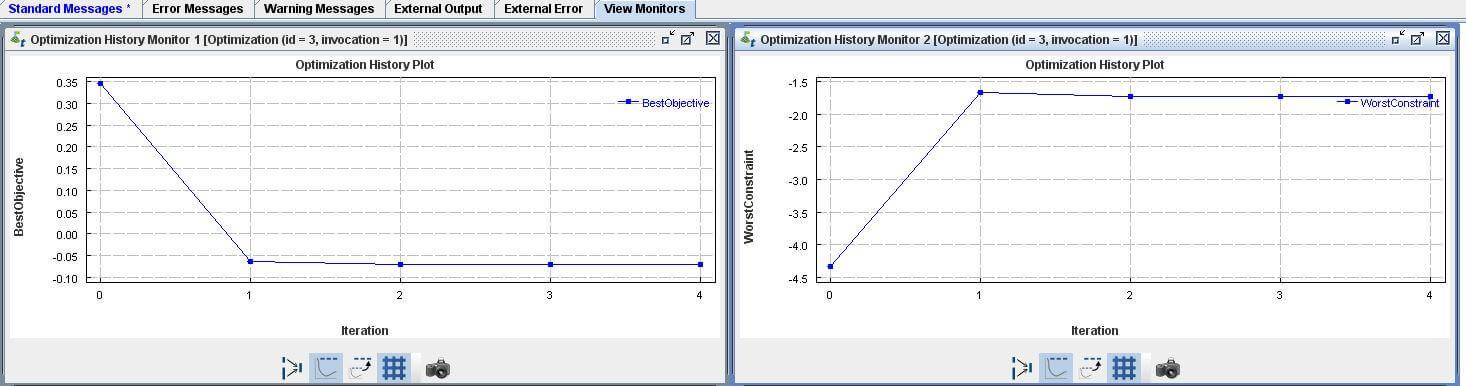 Standard Messages * Error Messages Warning Messages External Output External Error View Monitors
Optimization History Monitor 1 [Optimization (id = 3, invocation = 1)]
Optimization History Plot
BestObjective
0.35
0.30
0.25
0.20
0.15
0.10
0.05
0.00
-0.05
-0.10
BestObjective
0 1 2 3 4
Iteration
Optimization History Monitor 2 [Optimization (id = 3, invocation = 1)]
Optimization History Plot
WorstConstraint
-1.5
-2.0
-2.5
-3.0
-3.5
-4.0
-4.5
WorstConstraint
0 1 2 3 4
Iteration